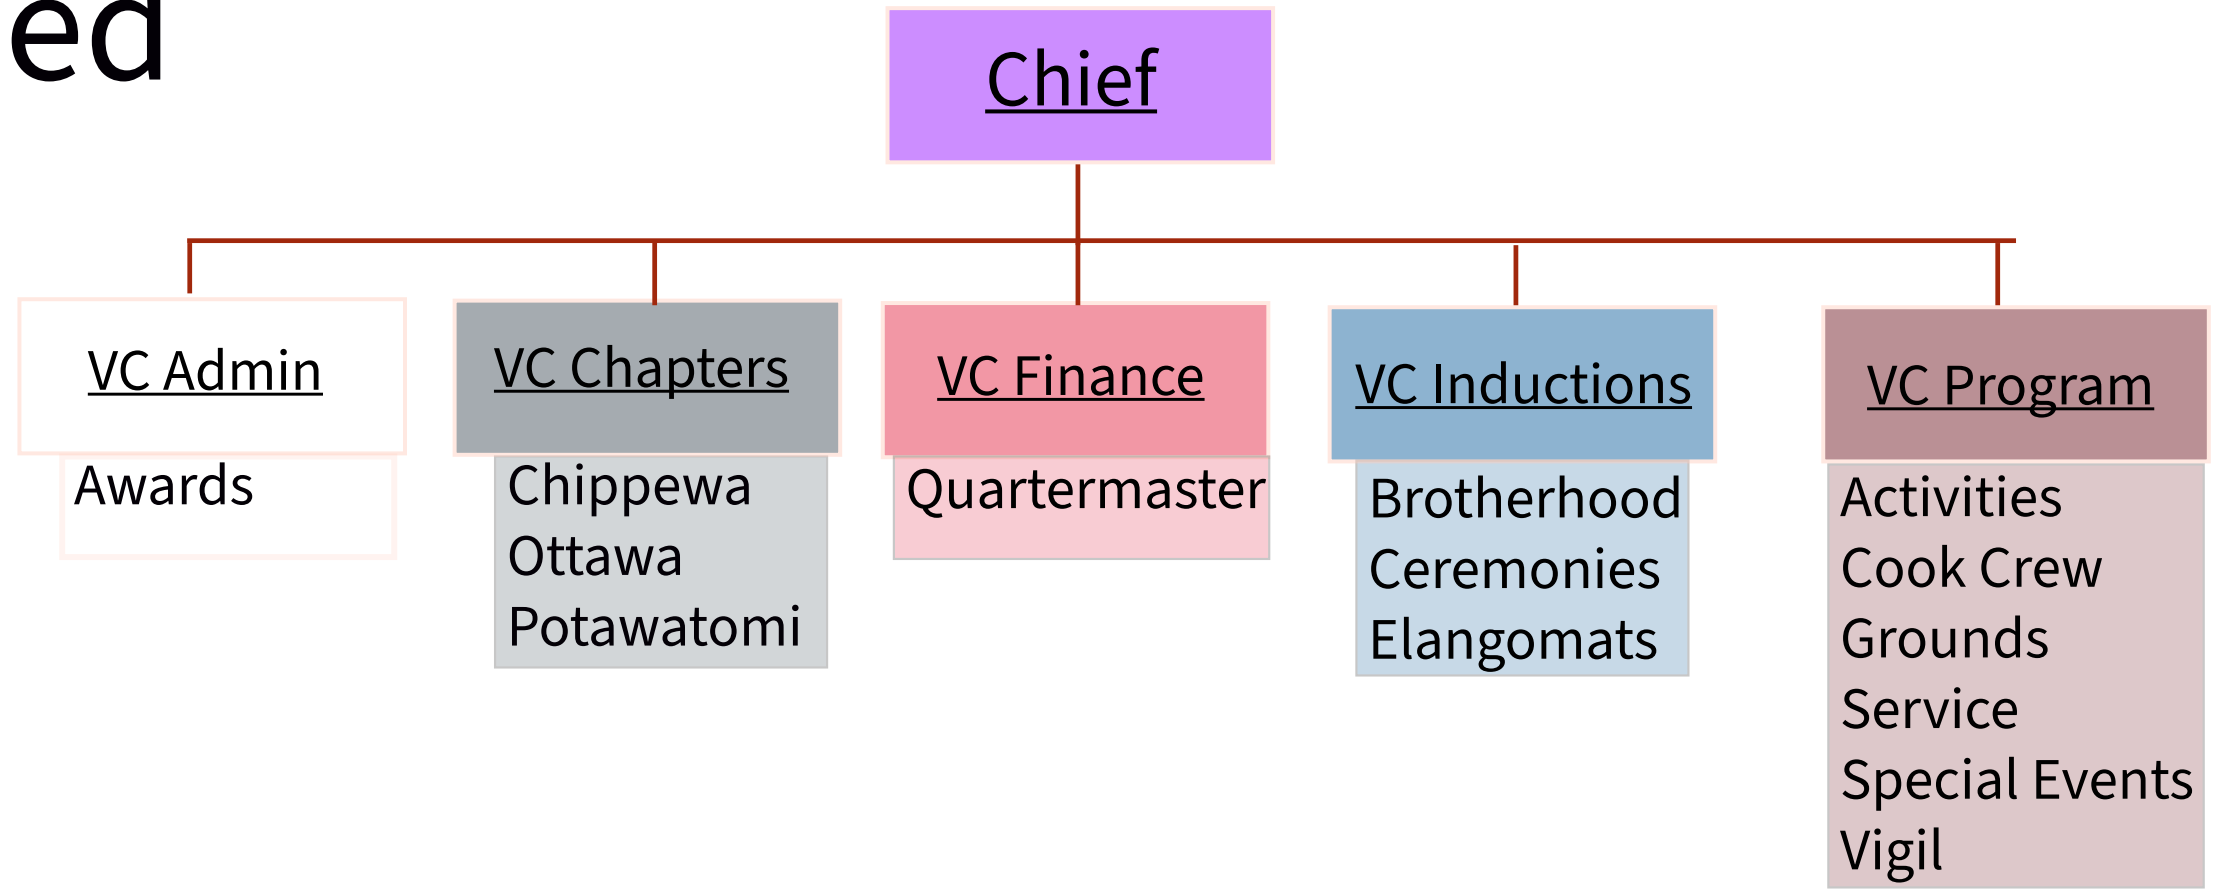 ed
Chief
VC Admin
Awards
VC Chapters
Chippewa
Ottawa
Potawatomi
VC Finance
Quartermaster
VC Inductions
Brotherhood
Ceremonies
Elangomats
VC Program
Activities
Cook Crew
Grounds
Service
Special Events
Vigil